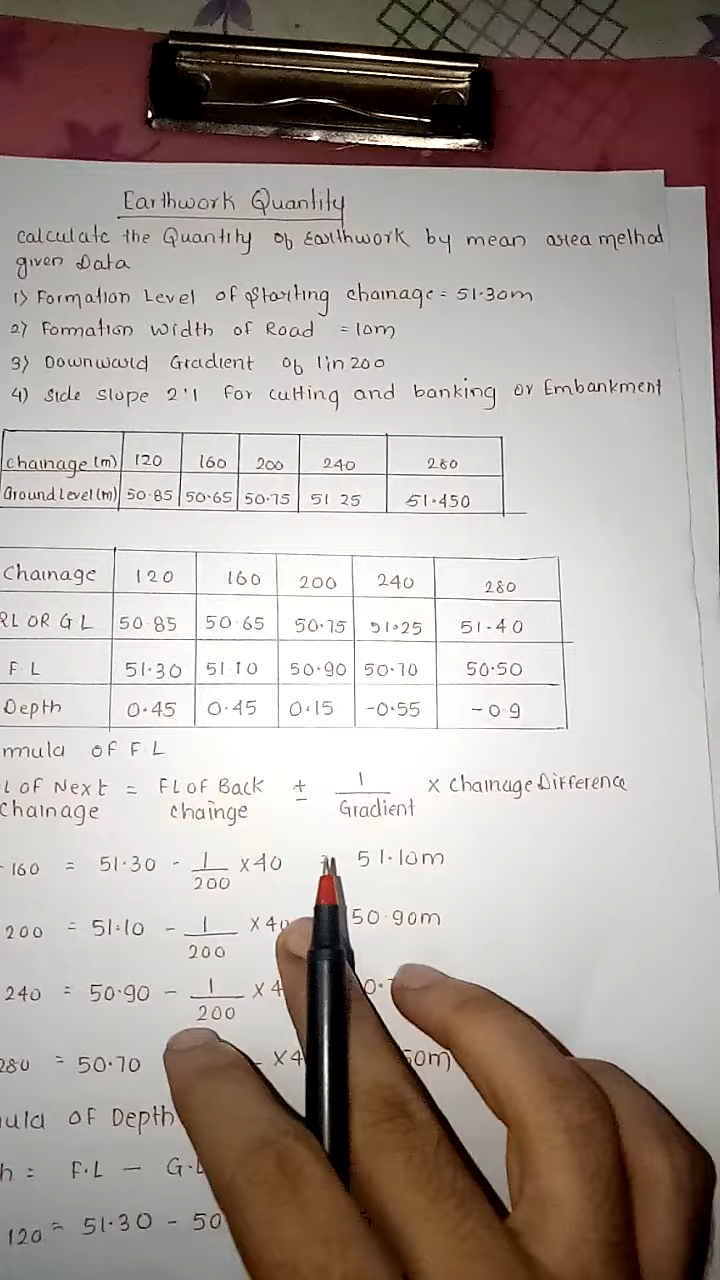 Earthwork Quantity
calculate the Quantity of Earthwork by mean area method
given Data
1) Formation Level of Starting chainage = 51.30m
2) Formation width of Road = 10m
3) Downward Gradient of 1in 200
4) Side slope 2:1 For cutting and banking or Embankment
Chainage (m) 120 160 200 240 280
Ground Level (m) 50.85 50.65 50.75 51.25 51.450
Chainage 120 160 200 240 280
RL OR G L 50.85 50.65 50.75 51.25 51.40
F.L 51.30 51.10 50.90 50.70 50.50
Depth 0.45 0.45 0.15 -0.55 -0.9
mula of F.L
L of Next = FL of Back ± 1 × Chainage Difference
Chainage chainge Gradient
160 = 51.30 - 1/200 ×40 51.10m
200 = 51.10 - 1/200 ×40 50.90m
240 = 50.90 - 1/200 ×4 0.
280 = 50.70 ×4 50m
ula of Depth
h = F.L - G.L
120 = 51.30 - 50